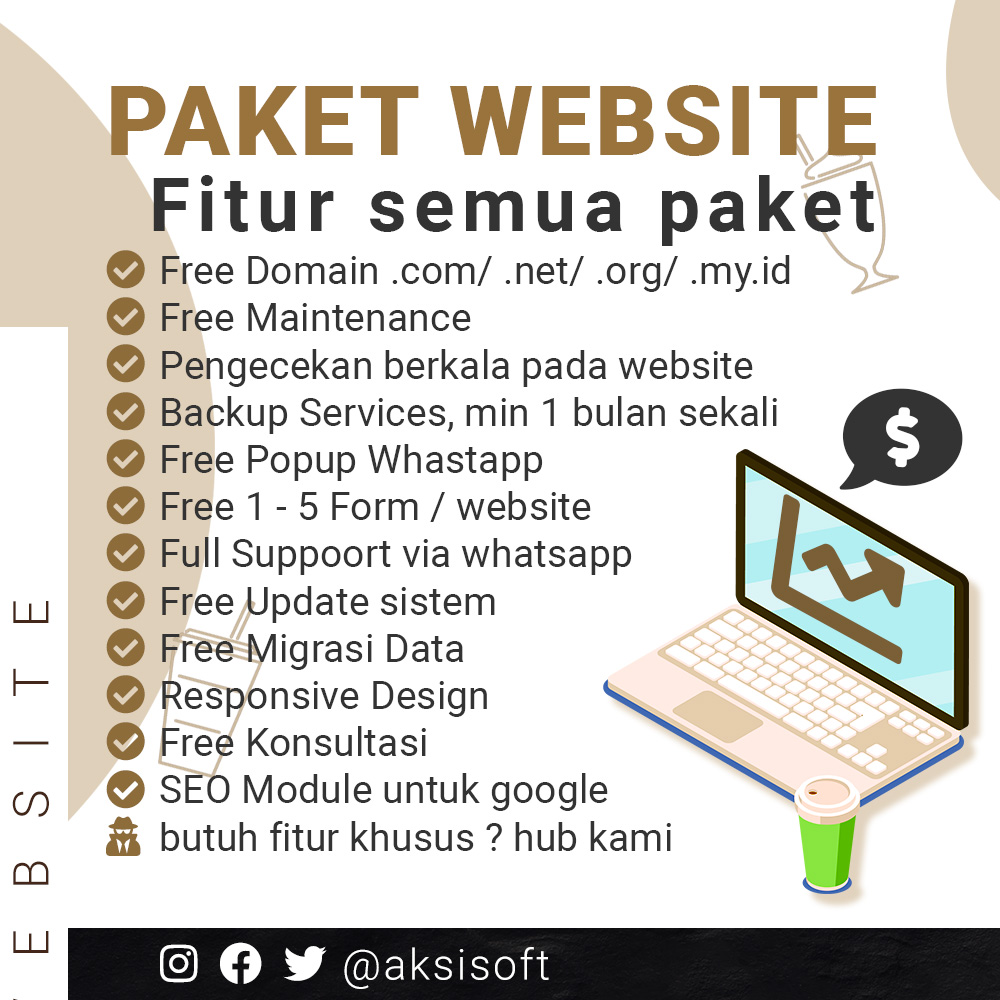 PAKET WEBSITE
Fitur semua paket
Free Domain .com/ .net/ .org/ .my.id
Free Maintenance
Pengecekan berkala pada website
Backup Services, min 1 bulan sekali
Free Popup Whastapp
Free 1 - 5 Form / website
Full Suppoort via whatsapp
Free Update sistem
Free Migrasi Data
Responsive Design
Free Konsultasi
SEO Module untuk google
butuh fitur khusus ? hub kami
$
@aksisoft